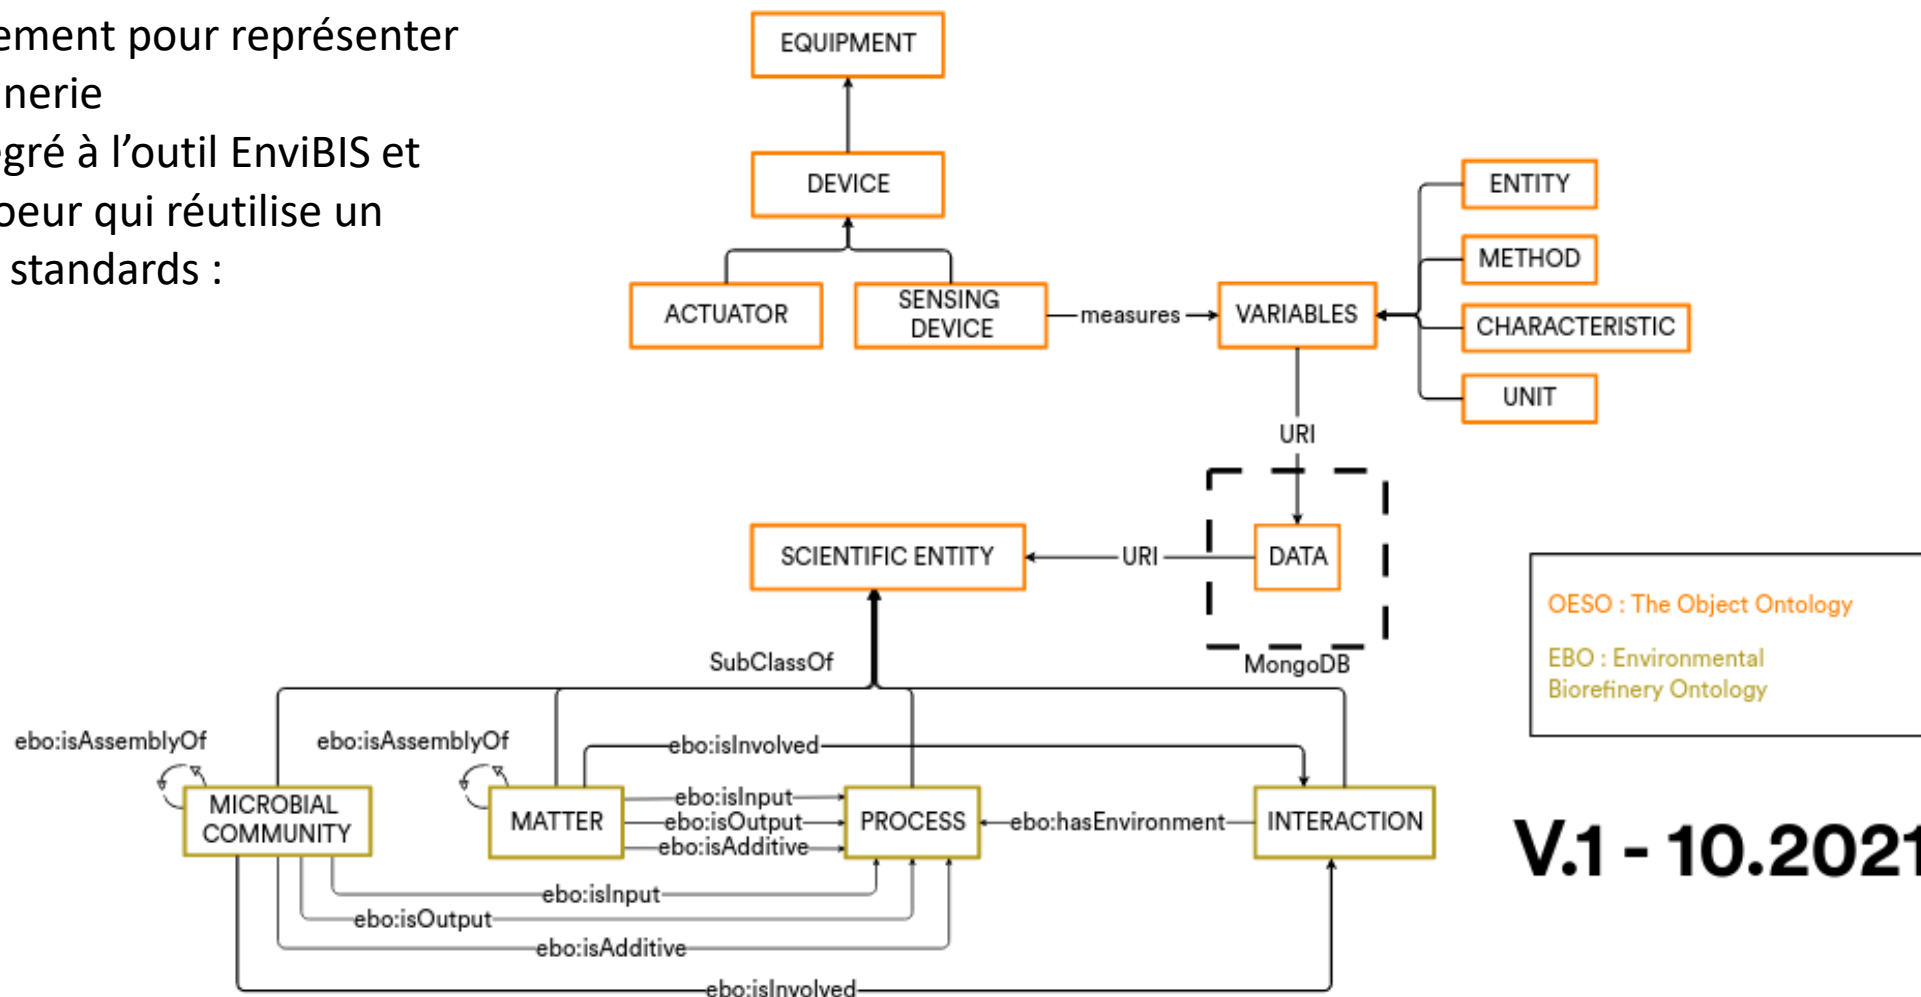 ement pour représenter
nerie
égré à l’outil EnviBIS et
oeur qui réutilise un
standards :
EQUIPMENT
DEVICE
ACTUATOR
SENSING
DEVICE
measures
VARIABLES
ENTITY
METHOD
CHARACTERISTIC
UNIT
URI
SCIENTIFIC ENTITY
URI
DATA
MongoDB
OESO : The Object Ontology
EBO : Environmental
Biorefinery Ontology
SubClassOf
ebo:isAssemblyOf
ebo:isAssemblyOf
ebo:isInvolved
MICROBIAL
COMMUNITY
MATTER
ebo:isInput
ebo:isOutput
ebo:isAdditive
PROCESS
ebo:hasEnvironment
INTERACTION
V.1 - 10.2021
ebo:isInput
ebo:isOutput
ebo:isAdditive
ebo:isInvolved